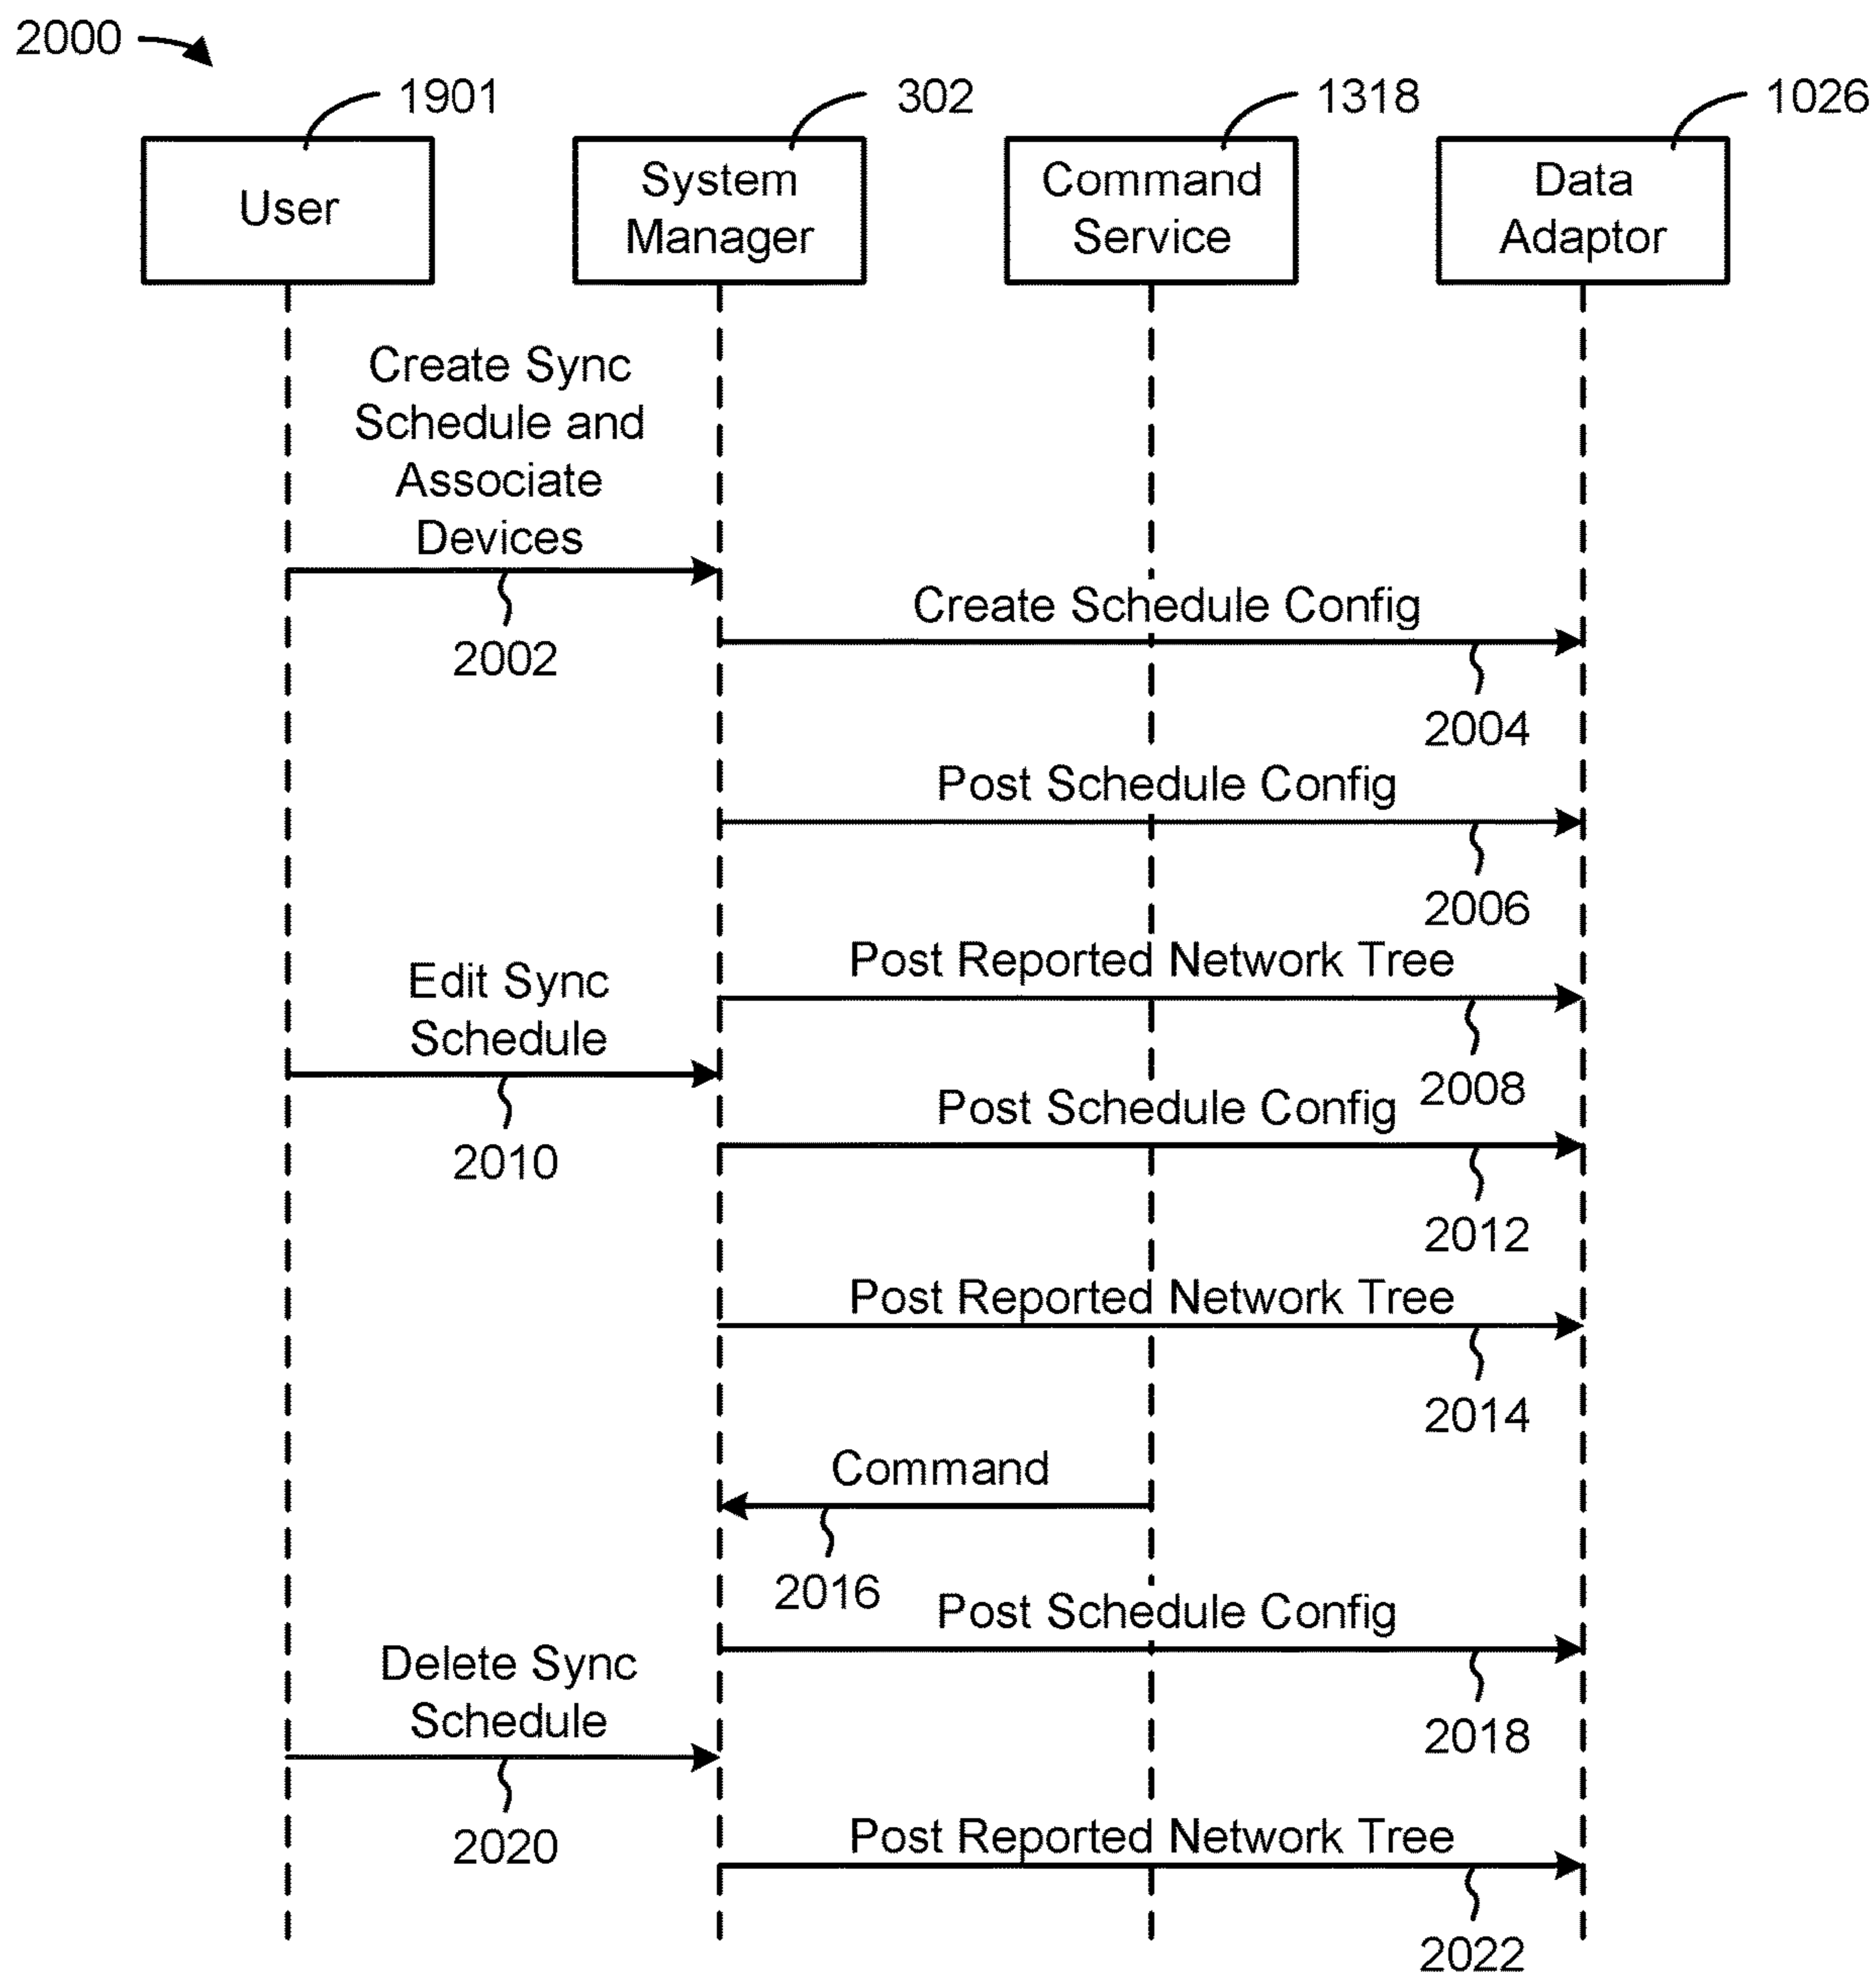 2000
1901
302
1318
1026
User
System
Manager
Command
Service
Data
Adaptor
Create Sync
Schedule and
Associate
Devices
2002
Create Schedule Config
2004
Post Schedule Config
2006
Post Reported Network Tree
2008
Edit Sync
Schedule
2010
Post Schedule Config
2012
Post Reported Network Tree
2014
Command
2016
Post Schedule Config
2018
Delete Sync
Schedule
2020
Post Reported Network Tree
2022